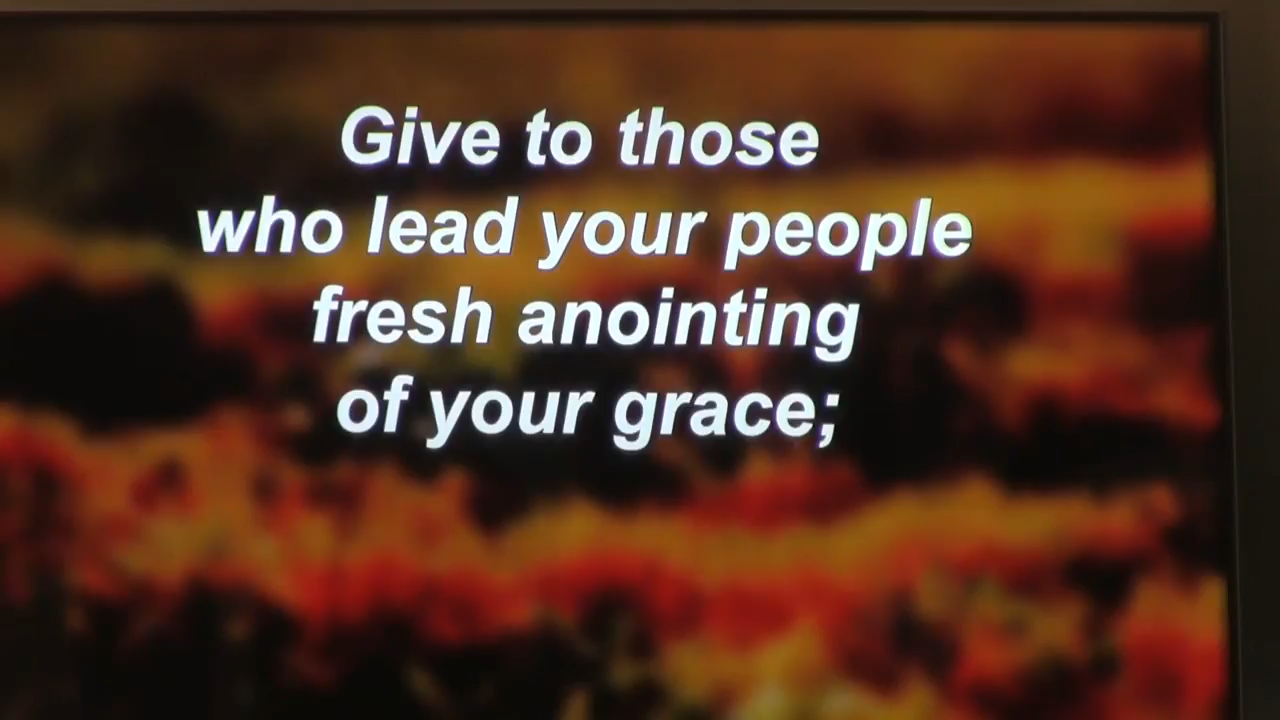 Give to those
who lead your people
fresh anointing
of your grace;